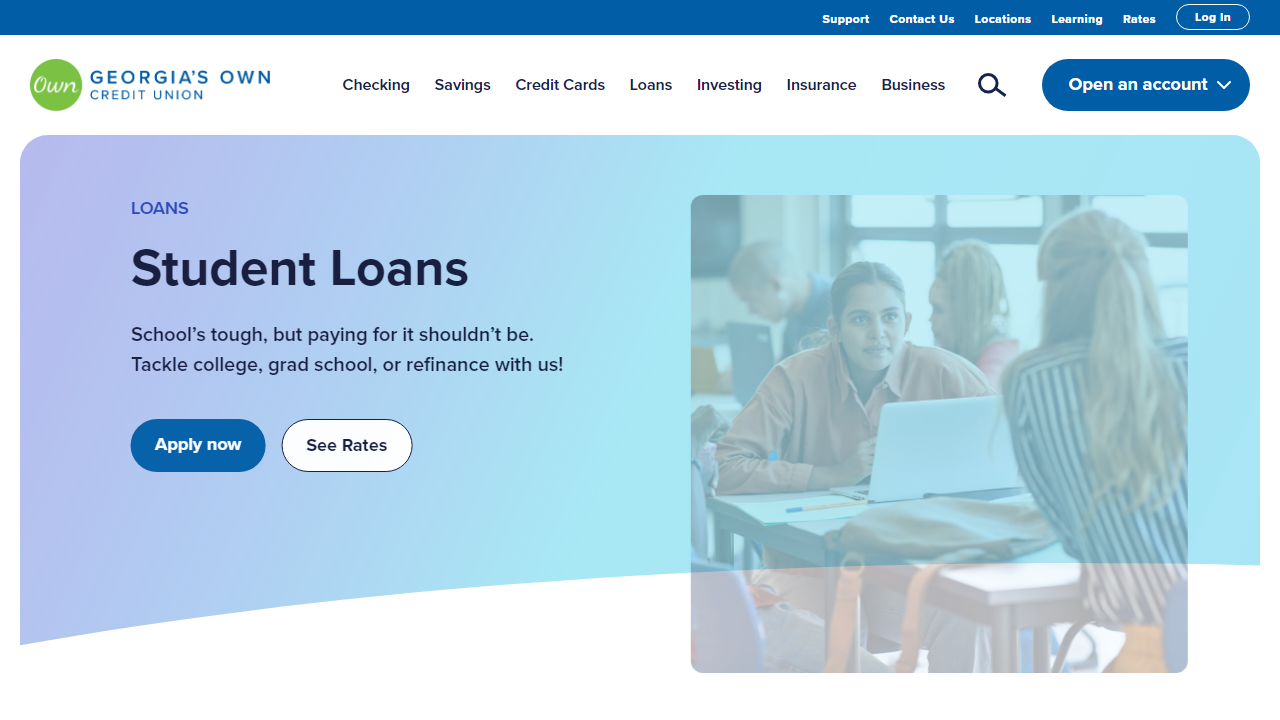 Support Contact Us Locations Learning Rates Log In
Own GEORGIA'S OWN
CREDIT UNION
Checking Savings Credit Cards Loans Investing Insurance Business Open an account
LOANS
Student Loans
School’s tough, but paying for it shouldn’t be.
Tackle college, grad school, or refinance with us!
Apply now See Rates